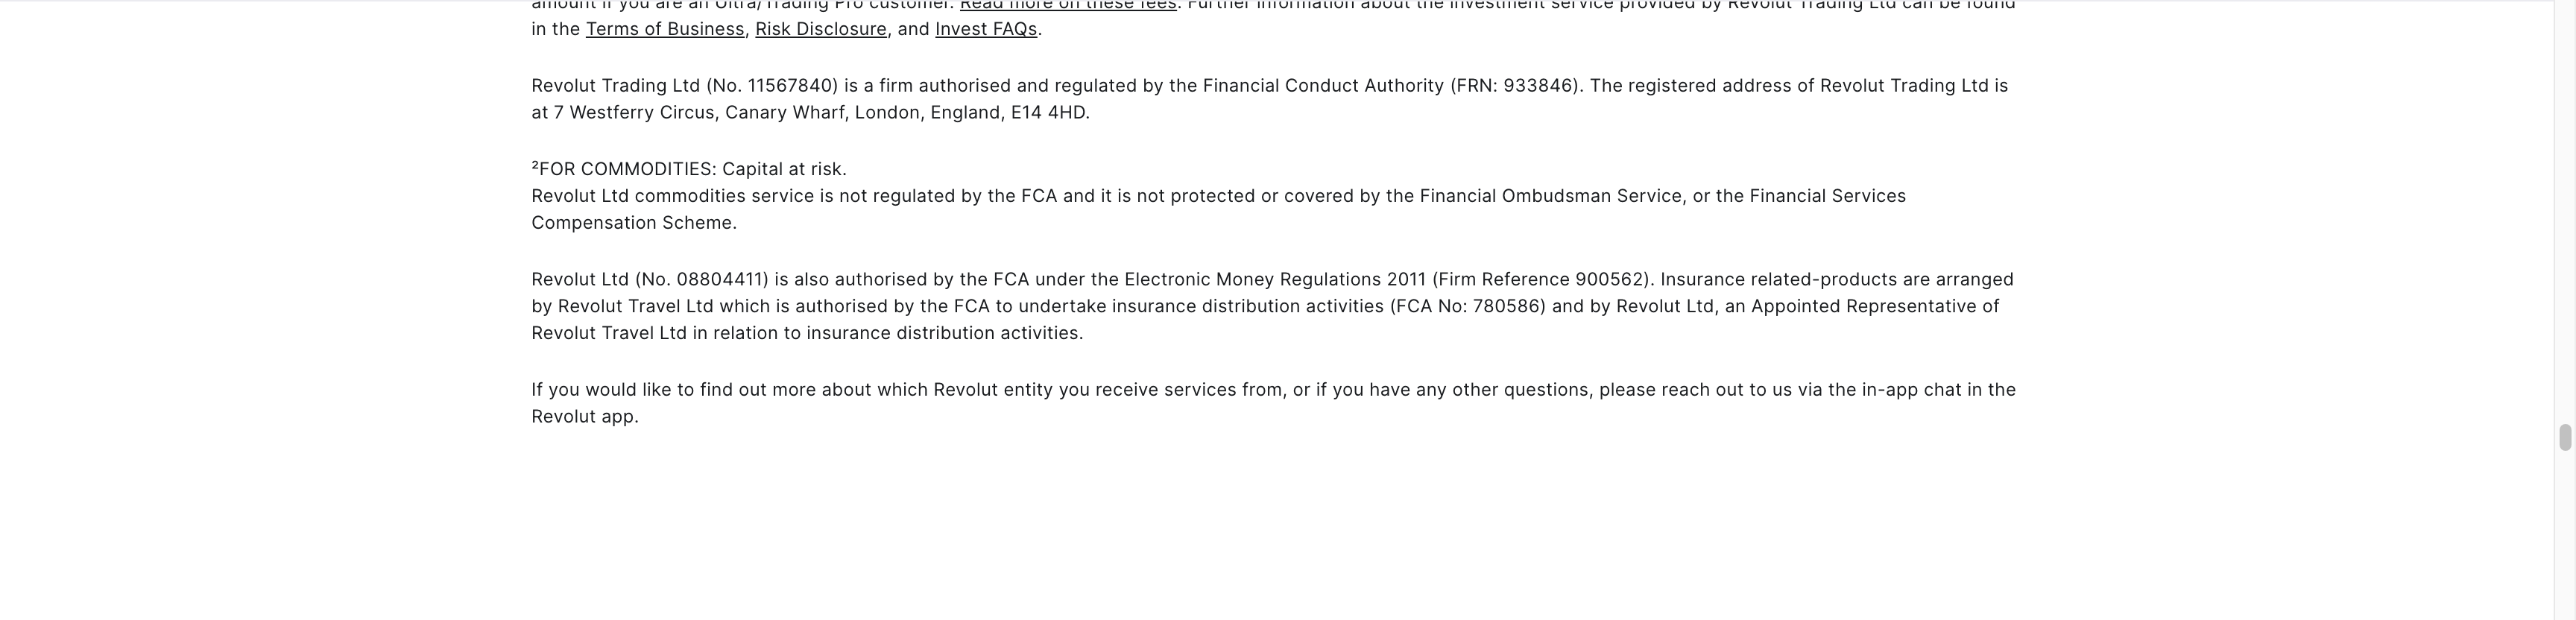 amount if you are an Ultra/Trading Pro customer. Read more on these fees. Further information about the investment service provided by Revolut Trading Ltd can be found
in the Terms of Business, Risk Disclosure, and Invest FAQs.
Revolut Trading Ltd (No. 11567840) is a firm authorised and regulated by the Financial Conduct Authority (FRN: 933846). The registered address of Revolut Trading Ltd is
at 7 Westferry Circus, Canary Wharf, London, England, E14 4HD.
²FOR COMMODITIES: Capital at risk.
Revolut Ltd commodities service is not regulated by the FCA and it is not protected or covered by the Financial Ombudsman Service, or the Financial Services
Compensation Scheme.
Revolut Ltd (No. 08804411) is also authorised by the FCA under the Electronic Money Regulations 2011 (Firm Reference 900562). Insurance related-products are arranged
by Revolut Travel Ltd which is authorised by the FCA to undertake insurance distribution activities (FCA No: 780586) and by Revolut Ltd, an Appointed Representative of
Revolut Travel Ltd in relation to insurance distribution activities.
If you would like to find out more about which Revolut entity you receive services from, or if you have any other questions, please reach out to us via the in-app chat in the
Revolut app.